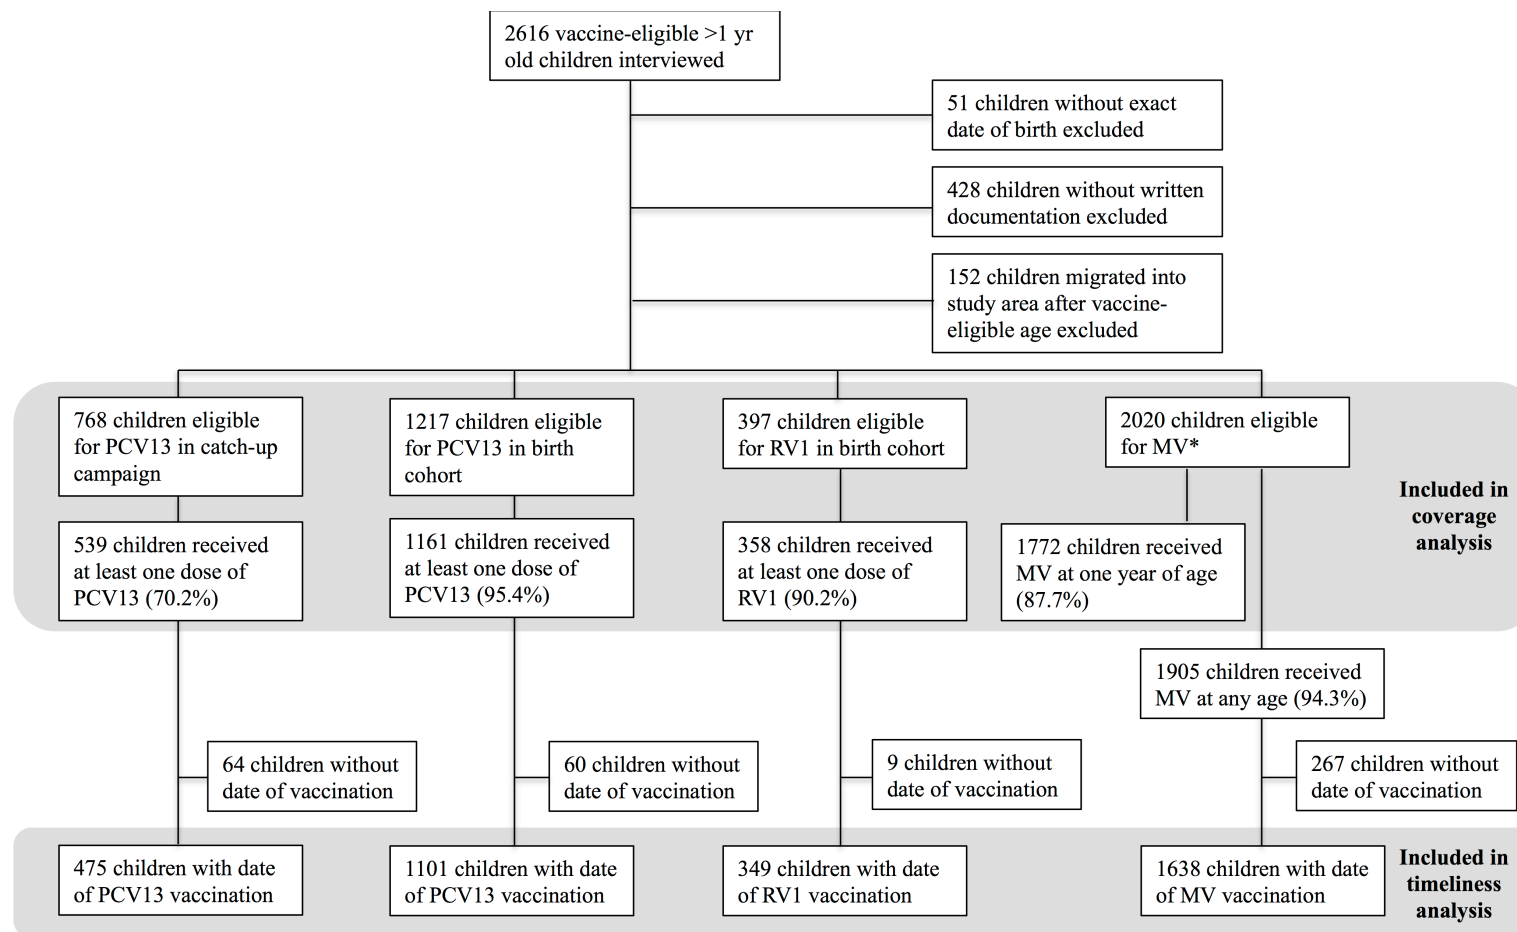 2616 vaccine-eligible >1 yr
old children interviewed
51 children without exact
date of birth excluded
428 children without written
documentation excluded
152 children migrated into
study area after vaccine-
eligible age excluded
768 children eligible
for PCV13 in catch-up
campaign
1217 children eligible
for PCV13 in birth
cohort
397 children eligible
for RV1 in birth cohort
2020 children eligible
for MV*
Included in
coverage
analysis
539 children received
at least one dose of
PCV13 (70.2%)
1161 children received
at least one dose of
PCV13 (95.4%)
358 children received
at least one dose of
RV1 (90.2%)
1772 children received
MV at one year of age
(87.7%)
1905 children received
MV at any age (94.3%)
64 children without
date of vaccination
60 children without
date of vaccination
9 children without
date of vaccination
267 children without
date of vaccination
475 children with date
of PCV13 vaccination
1101 children with date
of PCV13 vaccination
349 children with date
of RV1 vaccination
1638 children with date
of MV vaccination
Included in
timeliness
analysis